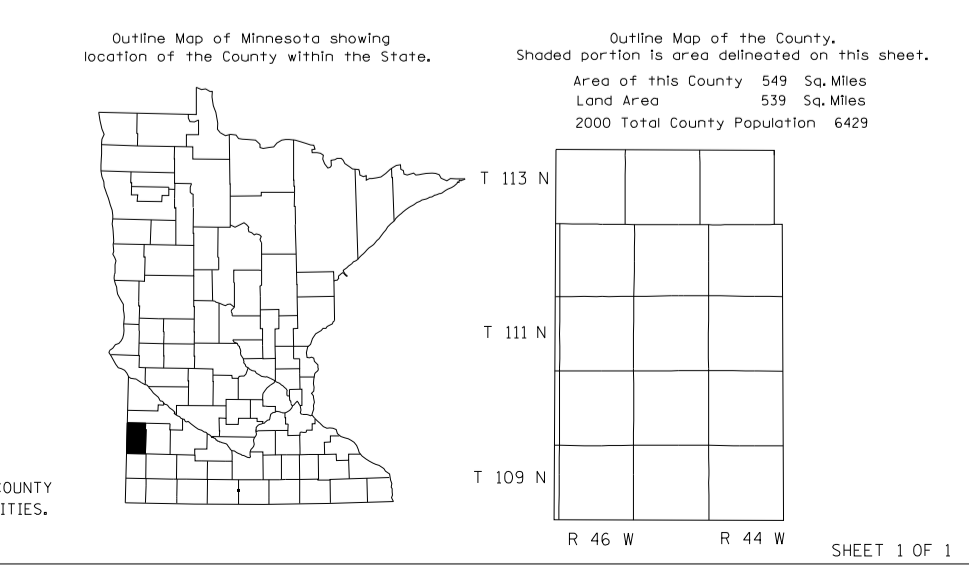 Outline Map of Minnesota showing
location of the County within the State.
Outline Map of the County.
Shaded portion is area delineated on this sheet.
Area of this County 549 Sq. Miles
Land Area 539 Sq. Miles
2000 Total County Population 6429
T 113 N
T 111 N
T 109 N
R 46 W R 44 W
OUNTY
ITIES.
SHEET 1 OF 1